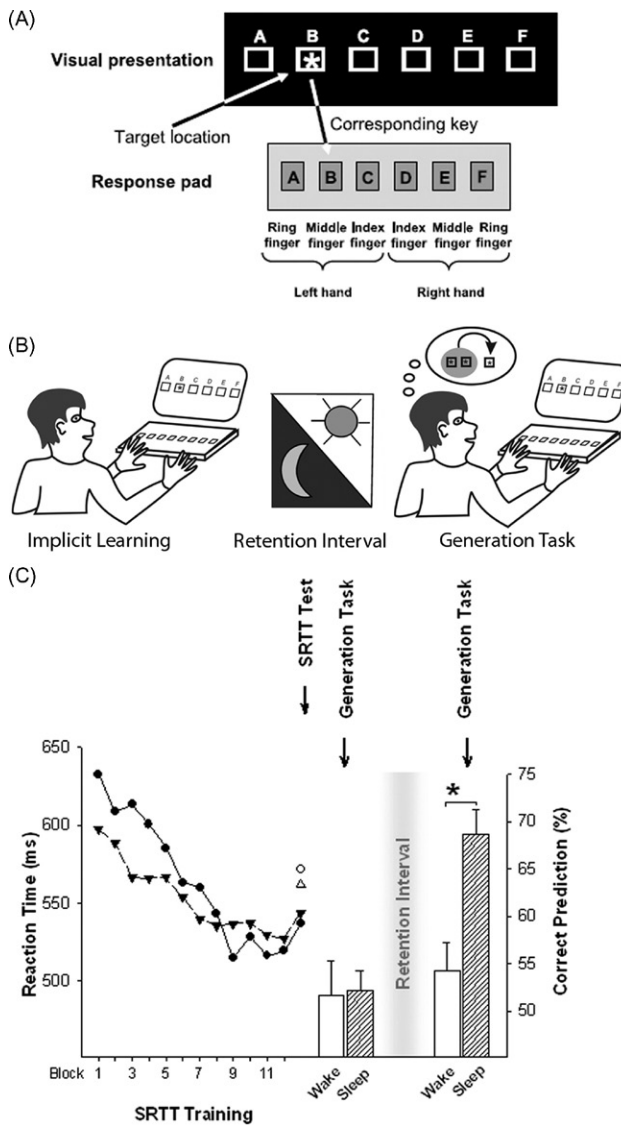 (A)
A B C D E F
Visual presentation
*
Target location
Corresponding key
Response pad
A B C D E F
Ring finger
Middle finger
Index finger
Index finger
Middle finger
Ring finger
Left hand
Right hand
(B)
A B C D E F
A B C D E F
Implicit Learning
Retention Interval
Generation Task
(C)
SRTT Test
Generation Task
Generation Task
650
600
550
500
Reaction Time (ms)
Retention Interval
*
75
70
65
60
55
50
Correct Prediction (%)
Block 1 3 5 7 9 11
Wake
Sleep
Wake
Sleep
SRTT Training